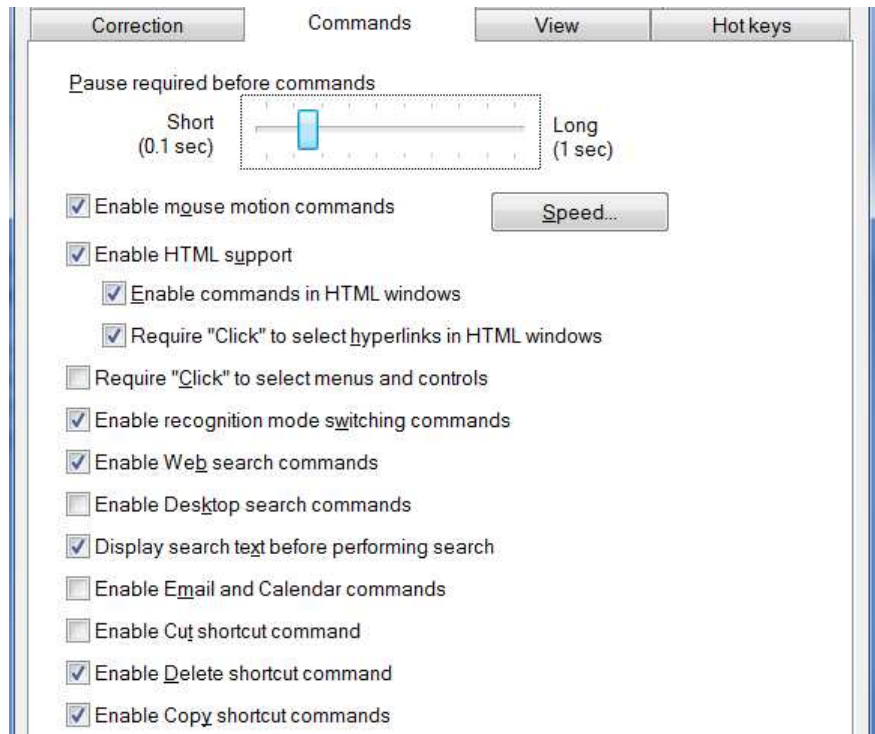 Correction Commands View Hot keys
Pause required before commands
Short Long
(0.1 sec) (1 sec)
Enable mouse motion commands Speed...
Enable HTML support
Enable commands in HTML windows
Require "Click" to select hyperlinks in HTML windows
Require "Click" to select menus and controls
Enable recognition mode switching commands
Enable Web search commands
Enable Desktop search commands
Display search text before performing search
Enable Email and Calendar commands
Enable Cut shortcut command
Enable Delete shortcut command
Enable Copy shortcut commands